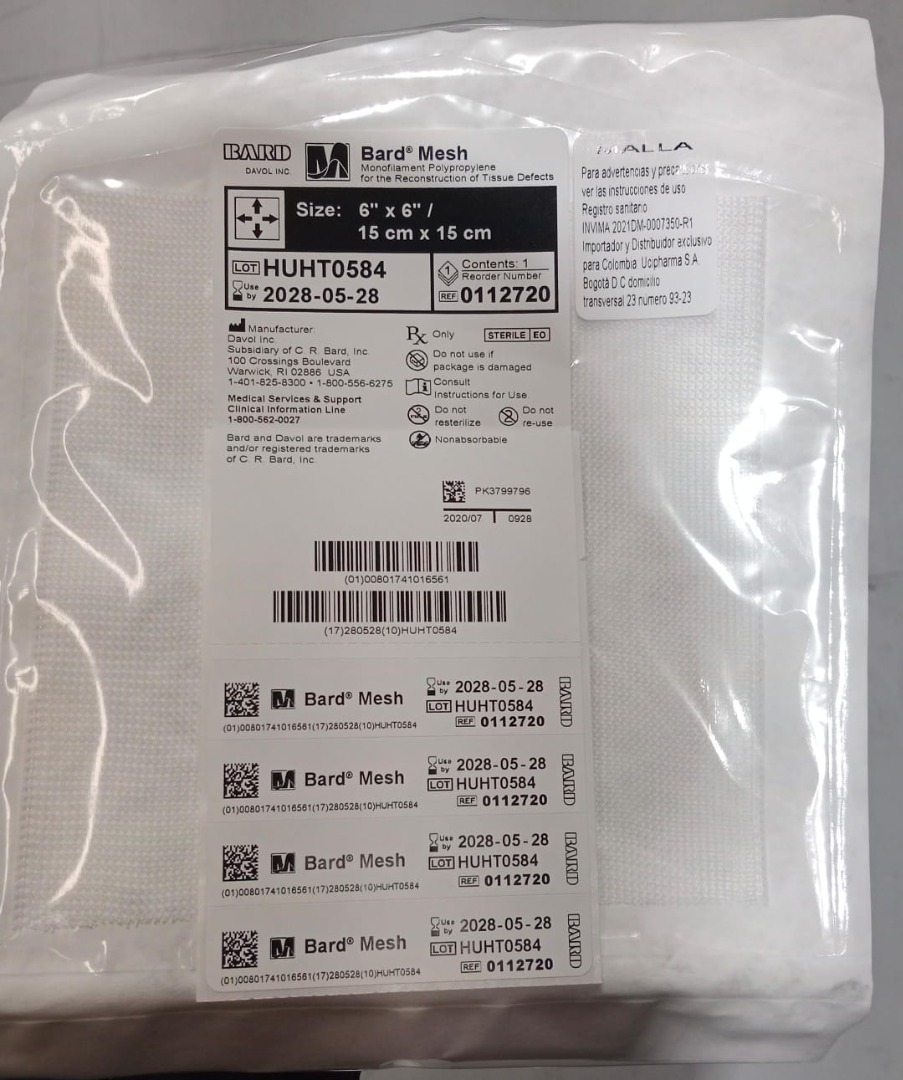 BARD
DAVOL INC.
Bard® Mesh
Monofilament Polypropylene
for the Reconstruction of Tissue Defects
Size: 6" x 6" /
15 cm x 15 cm
LOT HUHT0584
Use by 2028-05-28
1 Contents: 1
Reorder Number
REF 0112720
Manufacturer:
Davol Inc.
Subsidiary of C. R. Bard, Inc.
100 Crossings Boulevard
Warwick, RI 02886 USA
1-401-825-8300 • 1-800-556-6275
Medical Services & Support
Clinical Information Line
1-800-562-0027
Bard and Davol are trademarks
and/or registered trademarks
of C. R. Bard, Inc.
Rx Only STERILE EO
Do not use if
package is damaged
Consult
Instructions for Use
Do not
resterilize
Do not
re-use
Nonabsorbable
PK3799796
2020/07 0928
(01)00801741016561
(17)280528(10)HUHT0584
Bard® Mesh
(01)00801741016561(17)280528(10)HUHT0584
Use by 2028-05-28
LOT HUHT0584
REF 0112720
BARD
Bard® Mesh
(01)00801741016561(17)280528(10)HUHT0584
Use by 2028-05-28
LOT HUHT0584
REF 0112720
BARD
Bard® Mesh
(01)00801741016561(17)280528(10)HUHT0584
Use by 2028-05-28
LOT HUHT0584
REF 0112720
BARD
Bard® Mesh
(01)00801741016561(17)280528(10)HUHT0584
Use by 2028-05-28
LOT HUHT0584
REF 0112720
BARD
Para advertencias y
ver las instrucciones de uso
Registro sanitario
INVIMA 2021DM-0007350-R1
Importador y Distribuidor exclusivo
para Colombia Ucipharma S.A
Bogotá D C domicilio
transversal 23 numero 93-23